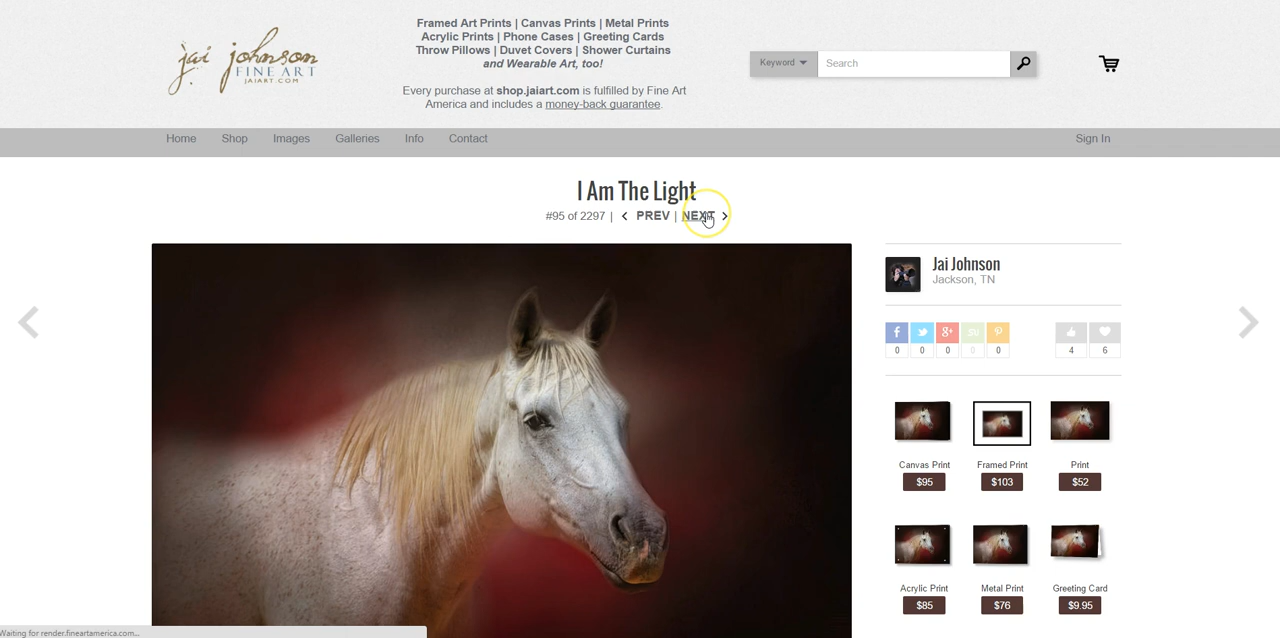 jai johnson
FINE ART
JAIART.COM
Framed Art Prints | Canvas Prints | Metal Prints
Acrylic Prints | Phone Cases | Greeting Cards
Throw Pillows | Duvet Covers | Shower Curtains
and Wearable Art, too!
Every purchase at shop.jaiart.com is fulfilled by Fine Art
America and includes a money-back guarantee.
Keyword
Search
Home Shop Images Galleries Info Contact Sign In
I Am The Light
#95 of 2297 | PREV | NEXT
Jai Johnson
Jackson, TN
f g+ su p
0 0 0 0 0 4 6
Canvas Print Framed Print Print
$95 $103 $52
Acrylic Print Metal Print Greeting Card
$85 $76 $9.95
Waiting for render.fineartamerica.com...